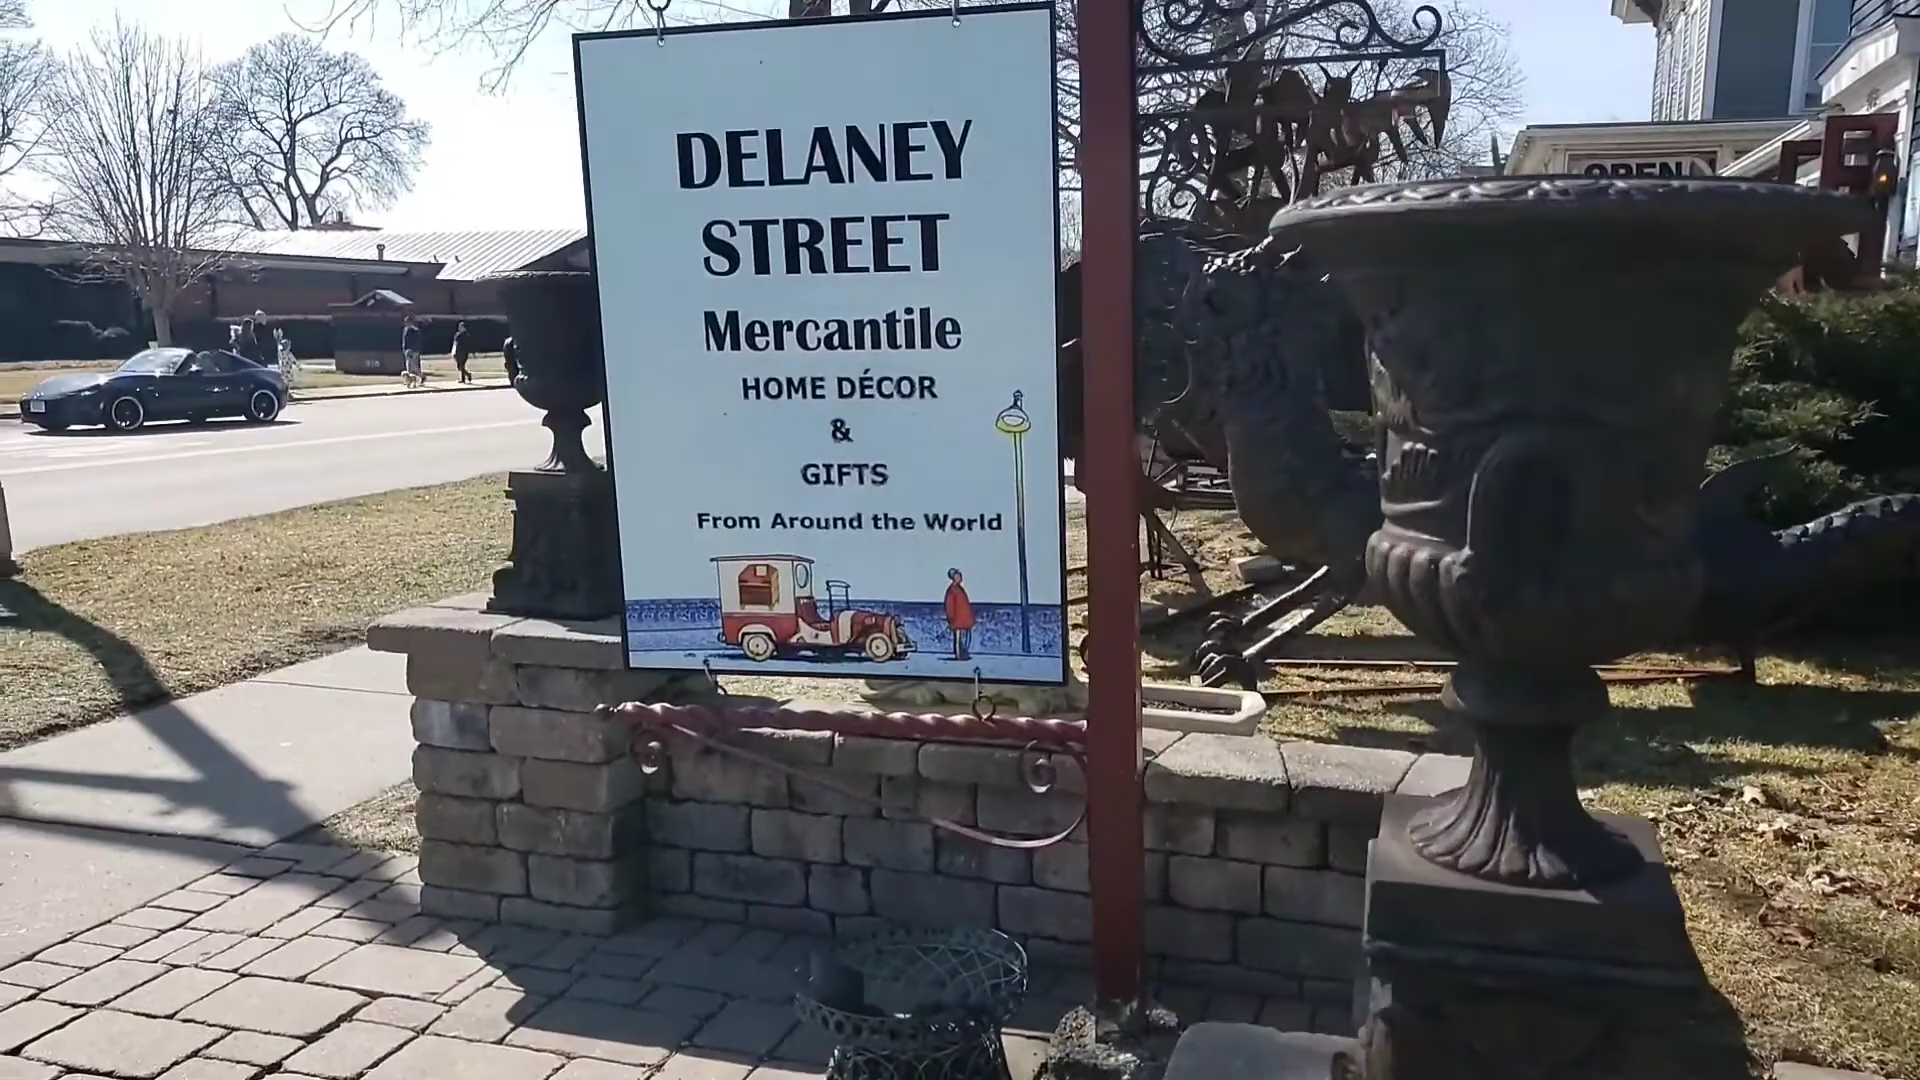 DELANEY
STREET
Mercantile
HOME DÉCOR
&
GIFTS
From Around the World
OPEN